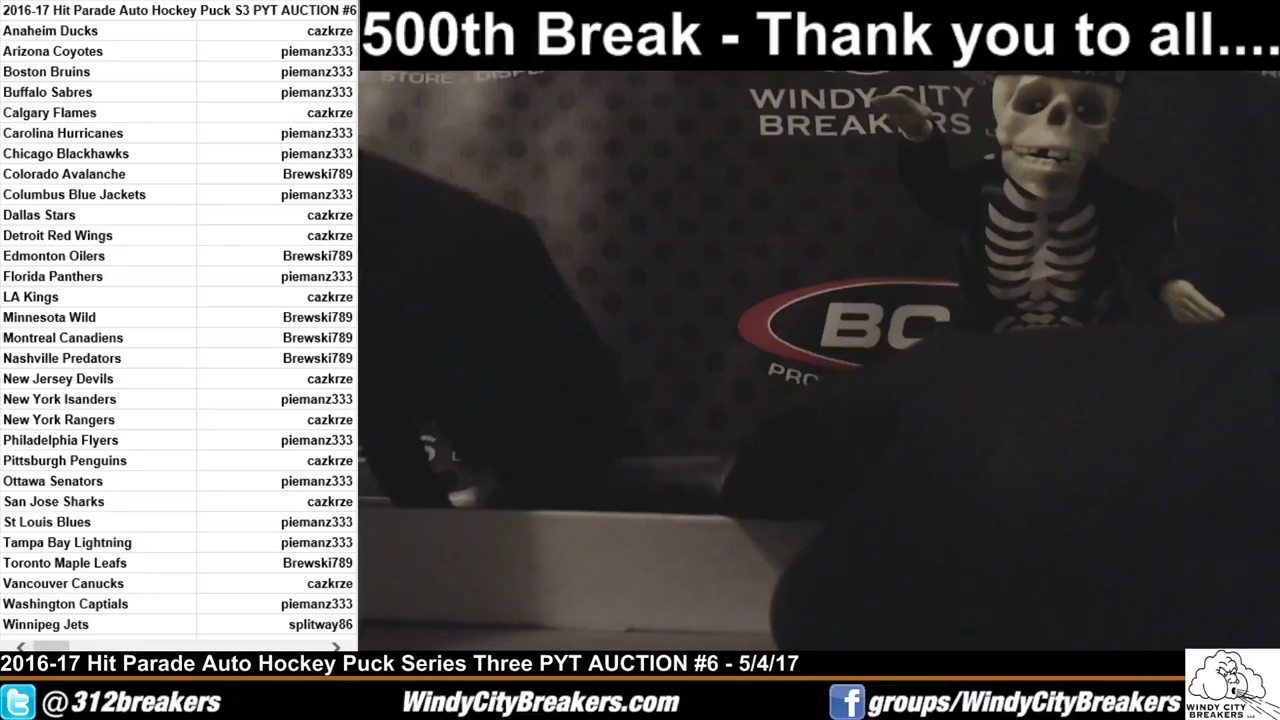 2016-17 Hit Parade Auto Hockey Puck S3 PYT AUCTION #6
Anaheim Ducks cazkrze
Arizona Coyotes piemanz333
Boston Bruins piemanz333
Buffalo Sabres piemanz333
Calgary Flames cazkrze
Carolina Hurricanes piemanz333
Chicago Blackhawks piemanz333
Colorado Avalanche Brewski789
Columbus Blue Jackets piemanz333
Dallas Stars cazkrze
Detroit Red Wings cazkrze
Edmonton Oilers Brewski789
Florida Panthers piemanz333
LA Kings cazkrze
Minnesota Wild Brewski789
Montreal Canadiens Brewski789
Nashville Predators Brewski789
New Jersey Devils cazkrze
New York Isanders piemanz333
New York Rangers cazkrze
Philadelphia Flyers piemanz333
Pittsburgh Penguins cazkrze
Ottawa Senators piemanz333
San Jose Sharks cazkrze
St Louis Blues piemanz333
Tampa Bay Lightning piemanz333
Toronto Maple Leafs Brewski789
Vancouver Canucks cazkrze
Washington Captials piemanz333
Winnipeg Jets splitway86
500th Break - Thank you to all....
STORE
WINDY CITY
BREAKERS
BC
PRO
2016-17 Hit Parade Auto Hockey Puck Series Three PYT AUCTION #6 - 5/4/17
@312breakers WindyCityBreakers.com groups/WindyCityBreakers
WINDY CITY
BREAKERS LLC